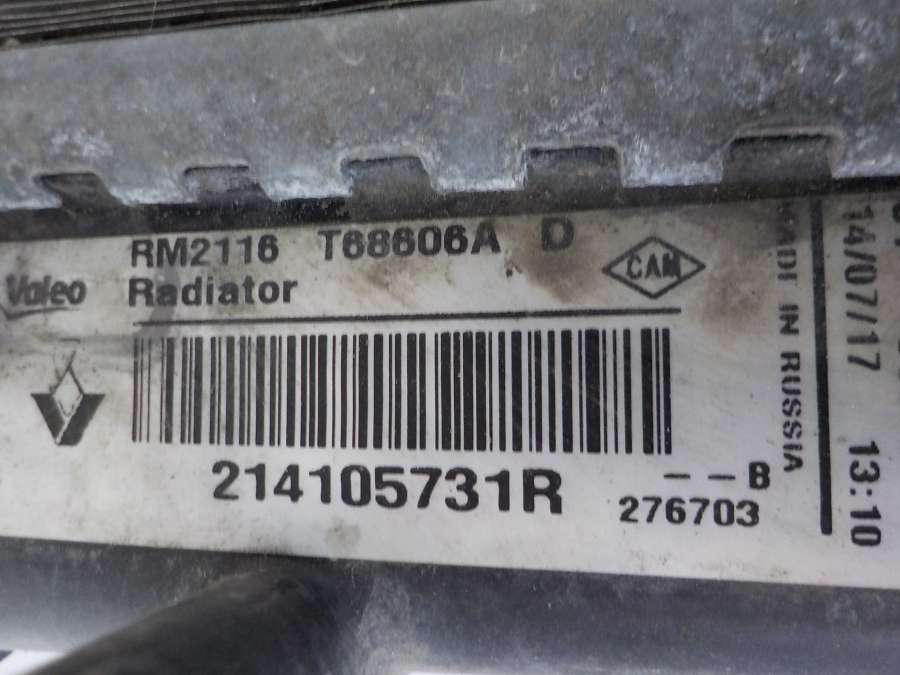 RM2116 T68606A D
Valeo Radiator
CAM
214105731R
--B
276703
MADE IN RUSSIA
14/07/17 13:10